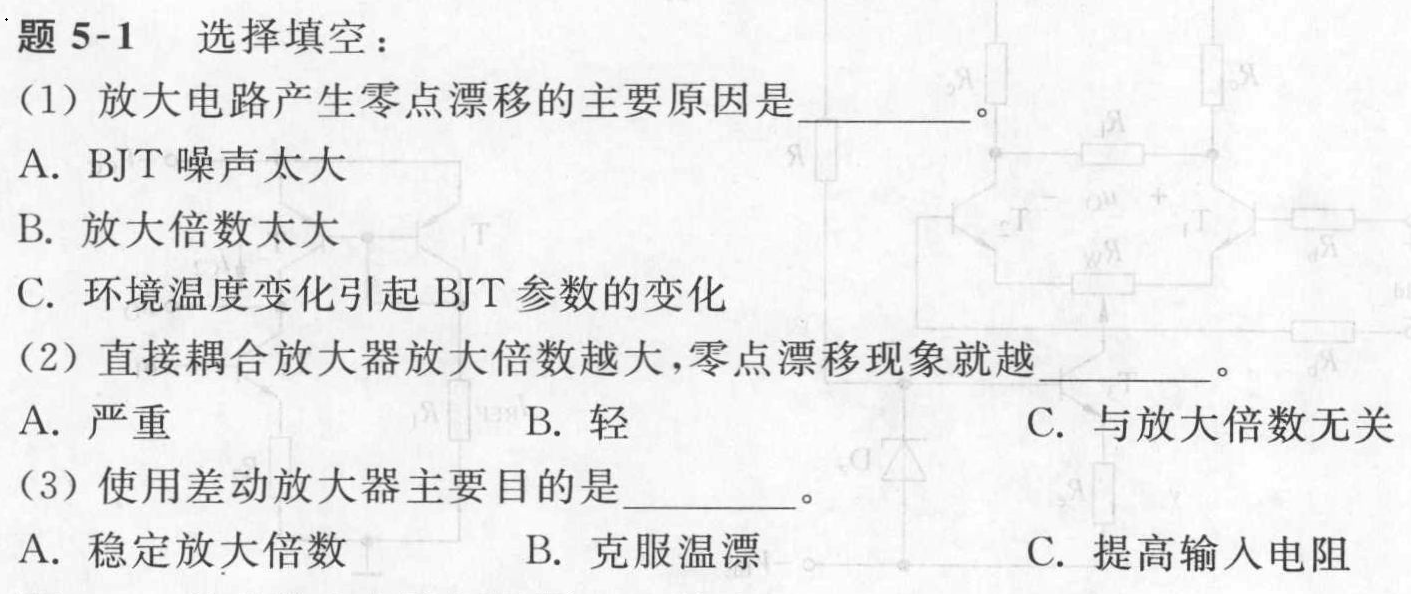 题 5-1 选择填空：
（1）放大电路产生零点漂移的主要原因是________。
A. BJT 噪声太大
B. 放大倍数太大
C. 环境温度变化引起 BJT 参数的变化
（2）直接耦合放大器放大倍数越大，零点漂移现象就越________。
A. 严重 B. 轻 C. 与放大倍数无关
（3）使用差动放大器主要目的是________。
A. 稳定放大倍数 B. 克服温漂 C. 提高输入电阻